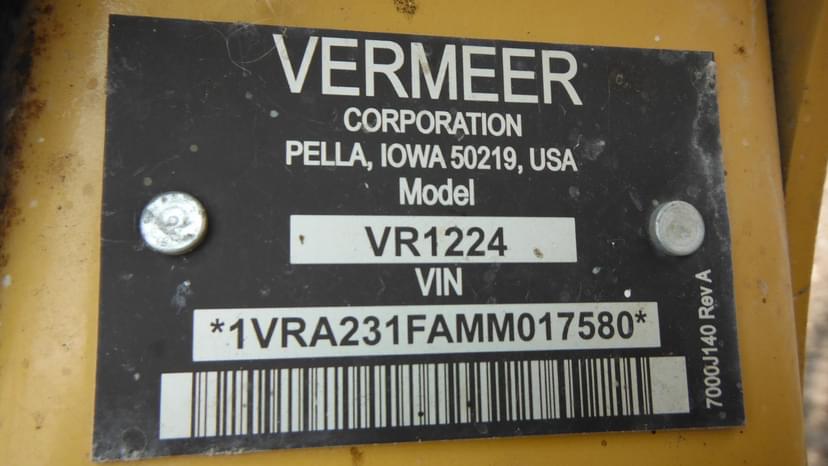 VERMEER
CORPORATION
PELLA, IOWA 50219, USA
Model
VR1224
VIN
*1VRA231FAMM017580*
7000J140 Rev A